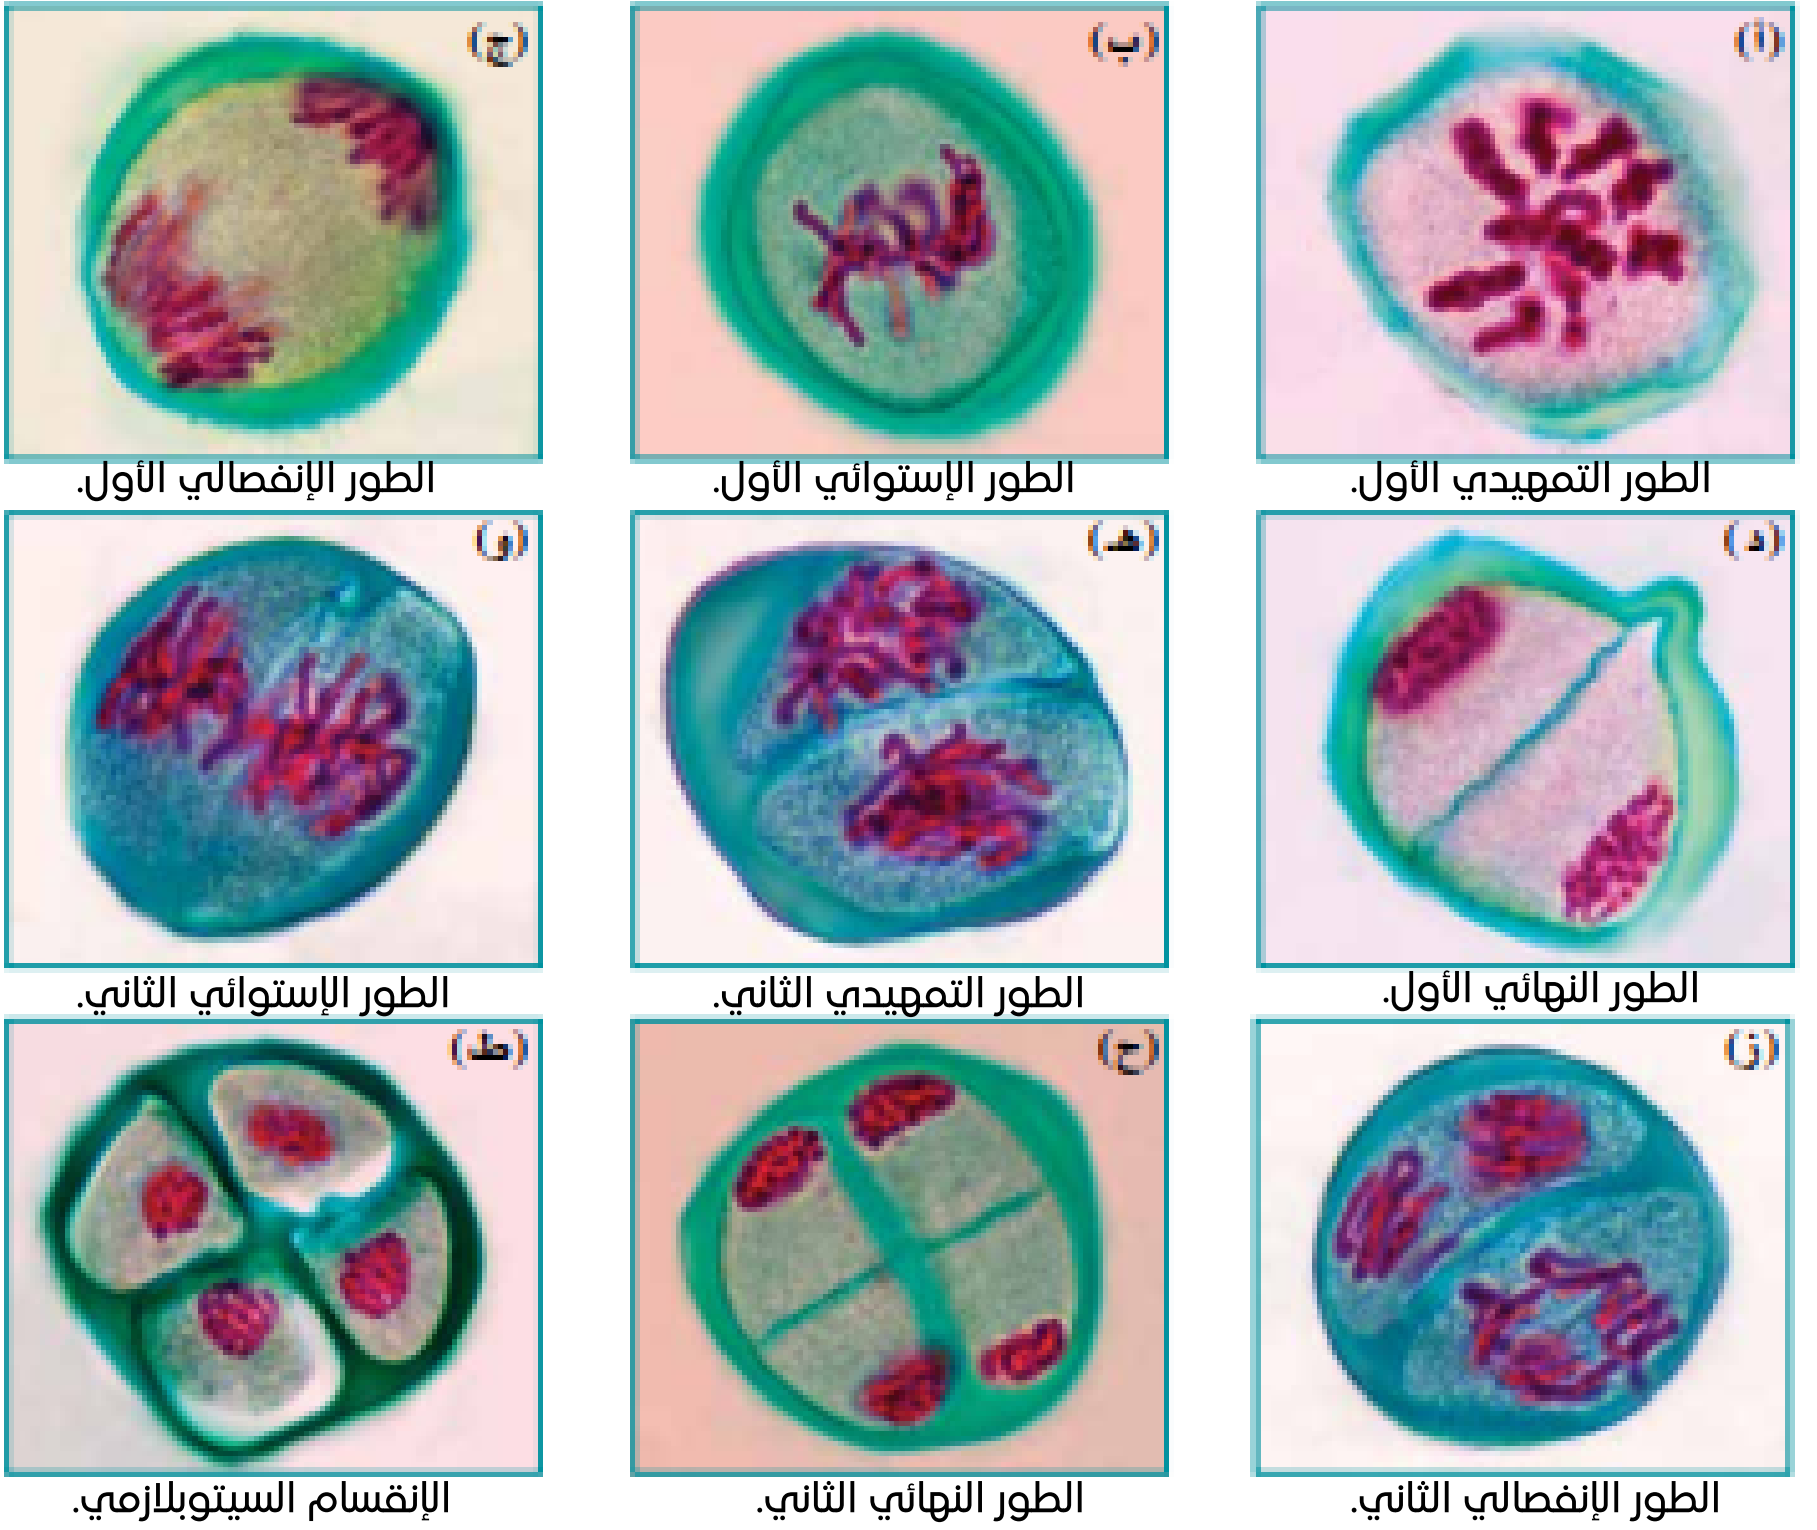 (أ)
(ب)
(ج)
الطور التمهيدي الأول.
الطور الإستوائي الأول.
الطور الإنفصالي الأول.
(د)
(هـ)
(و)
الطور النهائي الأول.
الطور التمهيدي الثاني.
الطور الإستوائي الثاني.
(ز)
(ح)
(ط)
الطور الإنفصالي الثاني.
الطور النهائي الثاني.
الإنقسام السيتوبلازمي.